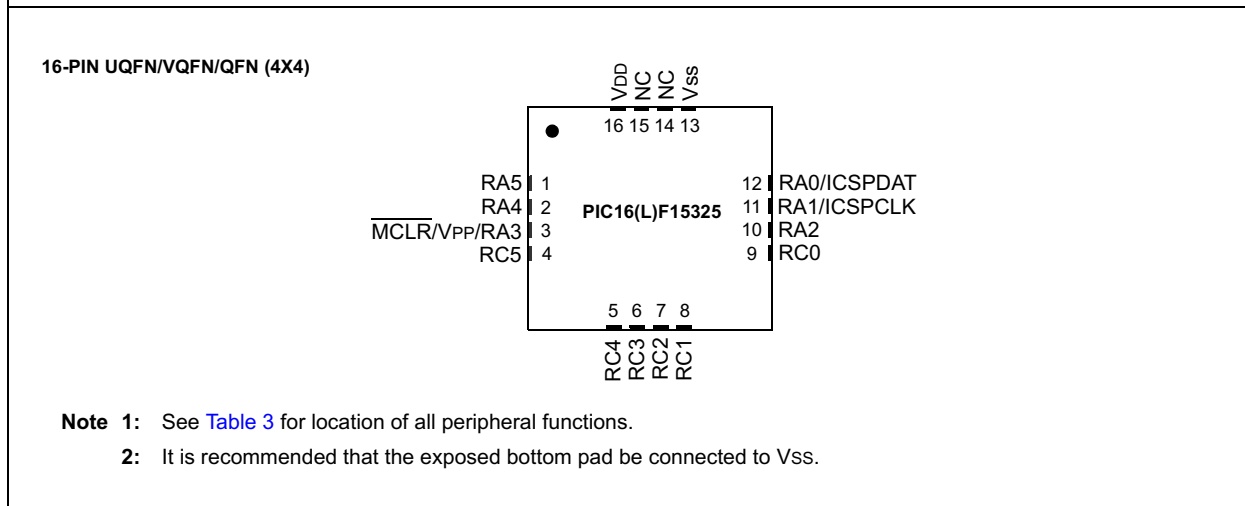 16-PIN UQFN/VQFN/QFN (4X4)
VDD
NC
NC
Vss
16 15 14 13
RA5 1
RA4 2
MCLR/VPP/RA3 3
RC5 4
PIC16(L)F15325
12 RA0/ICSPDAT
11 RA1/ICSPCLK
10 RA2
9 RC0
5 6 7 8
RC4
RC3
RC2
RC1
Note 1: See Table 3 for location of all peripheral functions.
2: It is recommended that the exposed bottom pad be connected to VSS.